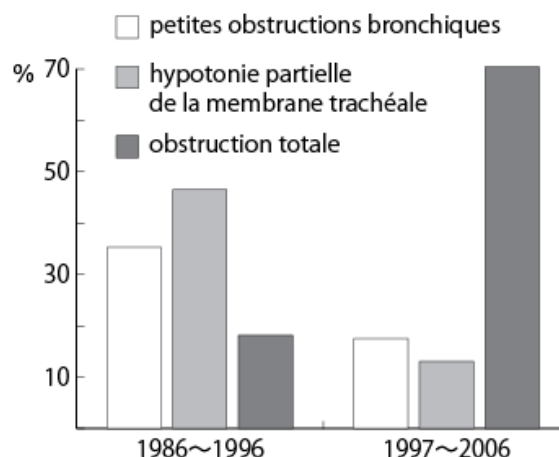 petites obstructions bronchiques
% 70
hypotonie partielle
de la membrane trachéale
obstruction totale
50
30
10
1986～1996 1997～2006